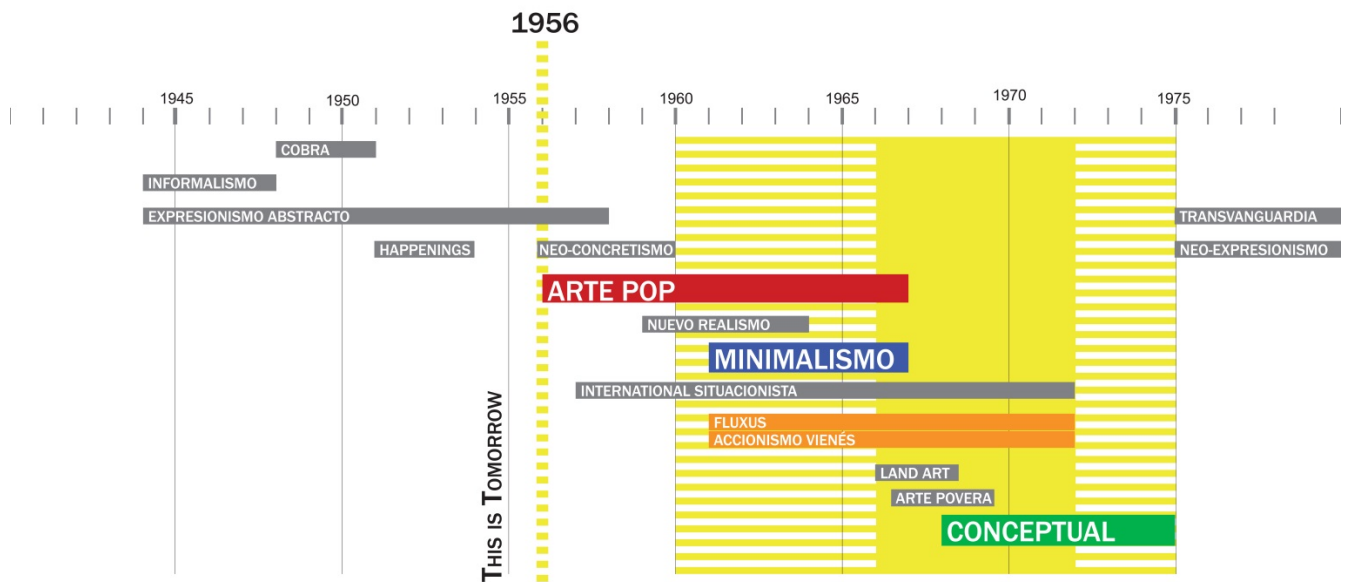 1956
1945 1950 1955 1960 1965 1970 1975
COBRA
INFORMALISMO
EXPRESIONISMO ABSTRACTO TRANSVANGUARDIA
HAPPENINGS NEO-CONCRETISMO NEO-EXPRESIONISMO
ARTE POP
NUEVO REALISMO
MINIMALISMO
INTERNATIONAL SITUACIONISTA
FLUXUS
ACCIONISMO VIENÉS
LAND ART
ARTE POVERA
CONCEPTUAL
THIS IS TOMORROW